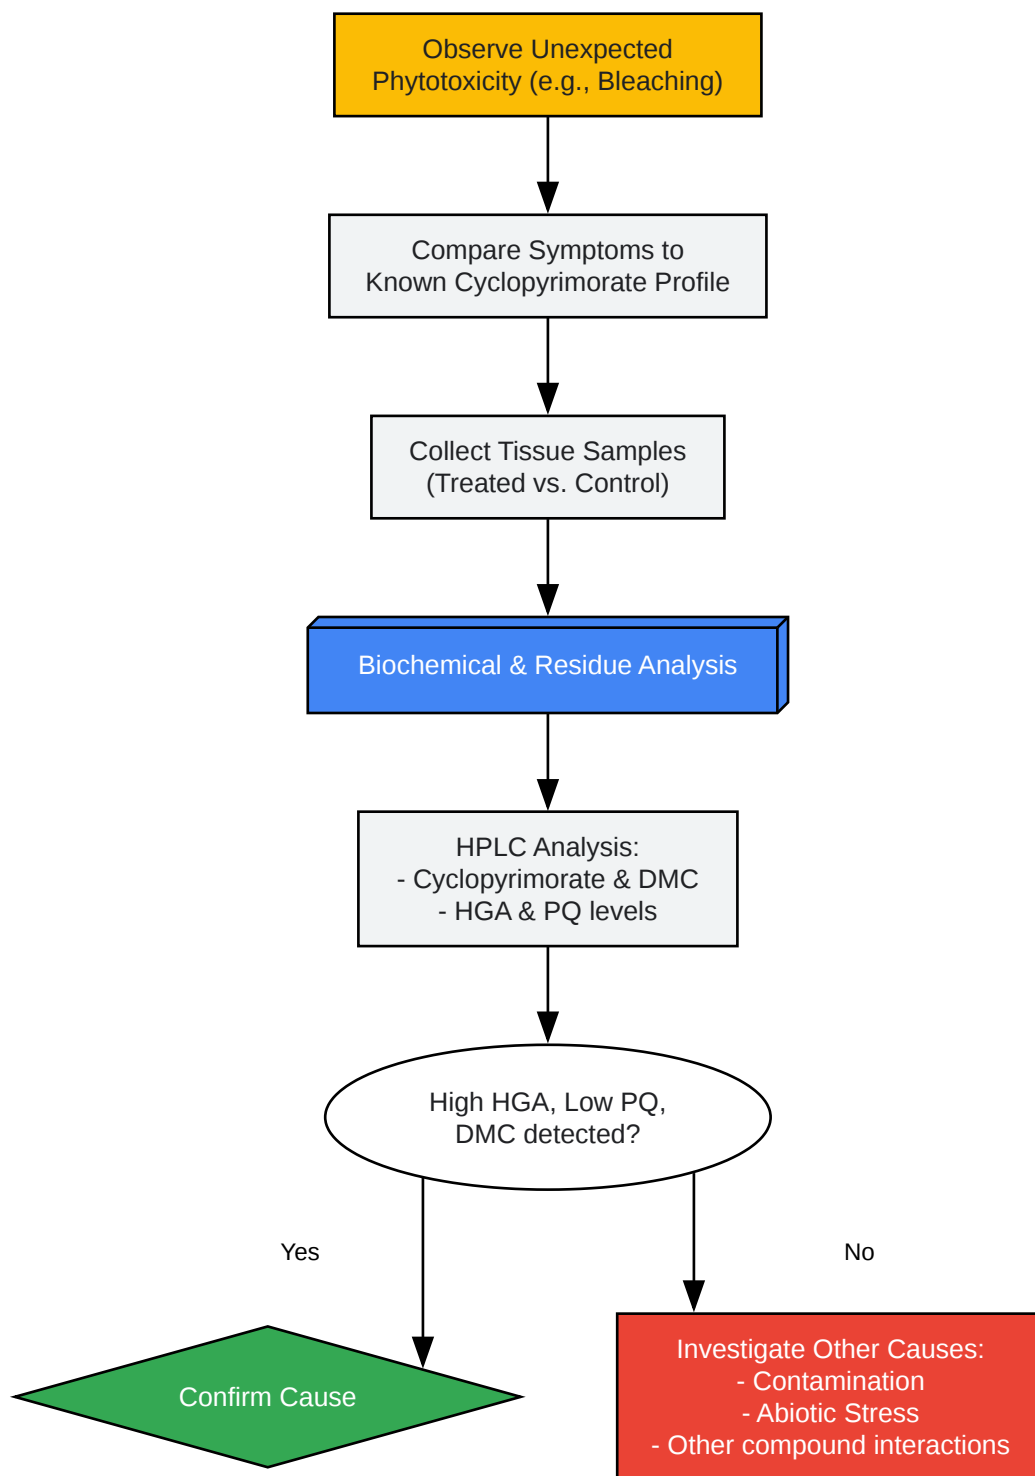 Observe Unexpected
Phytotoxicity (e.g., Bleaching)
Compare Symptoms to
Known Cyclopyrimorate Profile
Collect Tissue Samples
(Treated vs. Control)
Biochemical & Residue Analysis
HPLC Analysis:
- Cyclopyrimorate & DMC
- HGA & PQ levels
High HGA, Low PQ,
DMC detected?
Yes
No
Confirm Cause
Investigate Other Causes:
- Contamination
- Abiotic Stress
- Other compound interactions